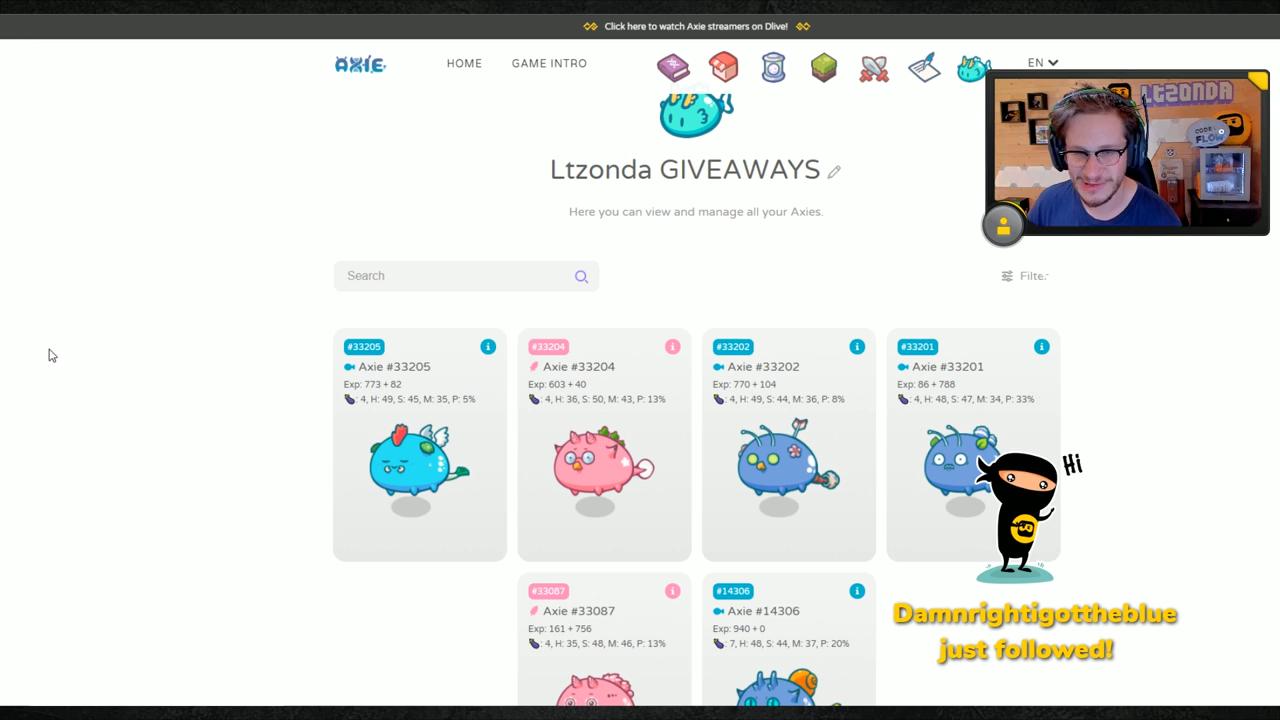 Click here to watch Axie streamers on Dlive!
AXIE
HOME
GAME INTRO
EN
LTZONDA
CODE
FLOW
Ltzonda GIVEAWAYS
Here you can view and manage all your Axies.
Search
#33205
Axie #33205
Exp: 773 + 82
: 4, H: 49, S: 45, M: 35, P: 5%
#33204
Axie #33204
Exp: 603 + 40
: 4, H: 36, S: 50, M: 43, P: 13%
#33202
Axie #33202
Exp: 770 + 104
: 4, H: 49, S: 44, M: 36, P: 8%
#33201
Axie #33201
Exp: 86 + 788
: 4, H: 48, S: 47, M: 34, P: 33%
Hi
#33087
Axie #33087
Exp: 161 + 756
: 4, H: 35, S: 48, M: 46, P: 13%
#14306
Axie #14306
Exp: 940 + 0
: 7, H: 48, S: 44, M: 37, P: 20%
Damnrightigottheblue
just followed!